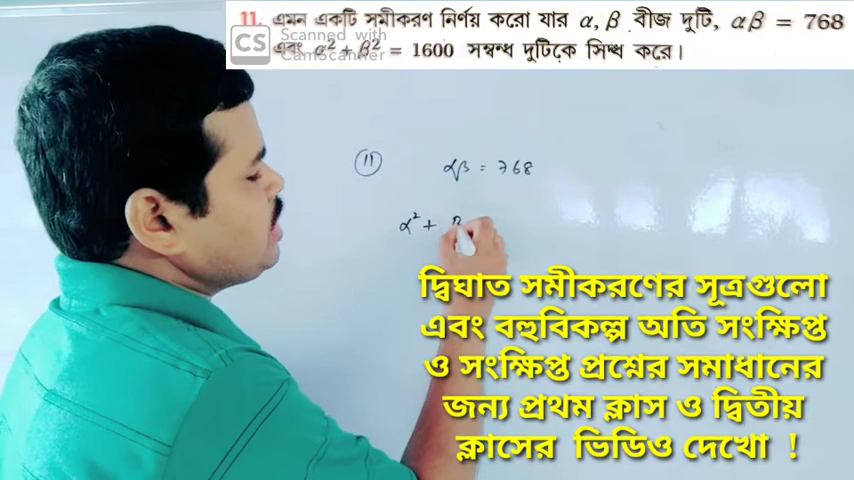 11. এমন একটি সমীকরণ নির্ণয় করো যার α, β বীজ দুটি, αβ = 768
এবং α² + β² = 1600 সম্বন্ধ দুটিকে সিদ্ধ করে।
CS Scanned with
CamScanner
11 αβ = 768
α² + β
দ্বিঘাত সমীকরণের সূত্রগুলো
এবং বহুবিকল্প অতি সংক্ষিপ্ত
ও সংক্ষিপ্ত প্রশ্নের সমাধানের
জন্য প্রথম ক্লাস ও দ্বিতীয়
ক্লাসের ভিডিও দেখো !